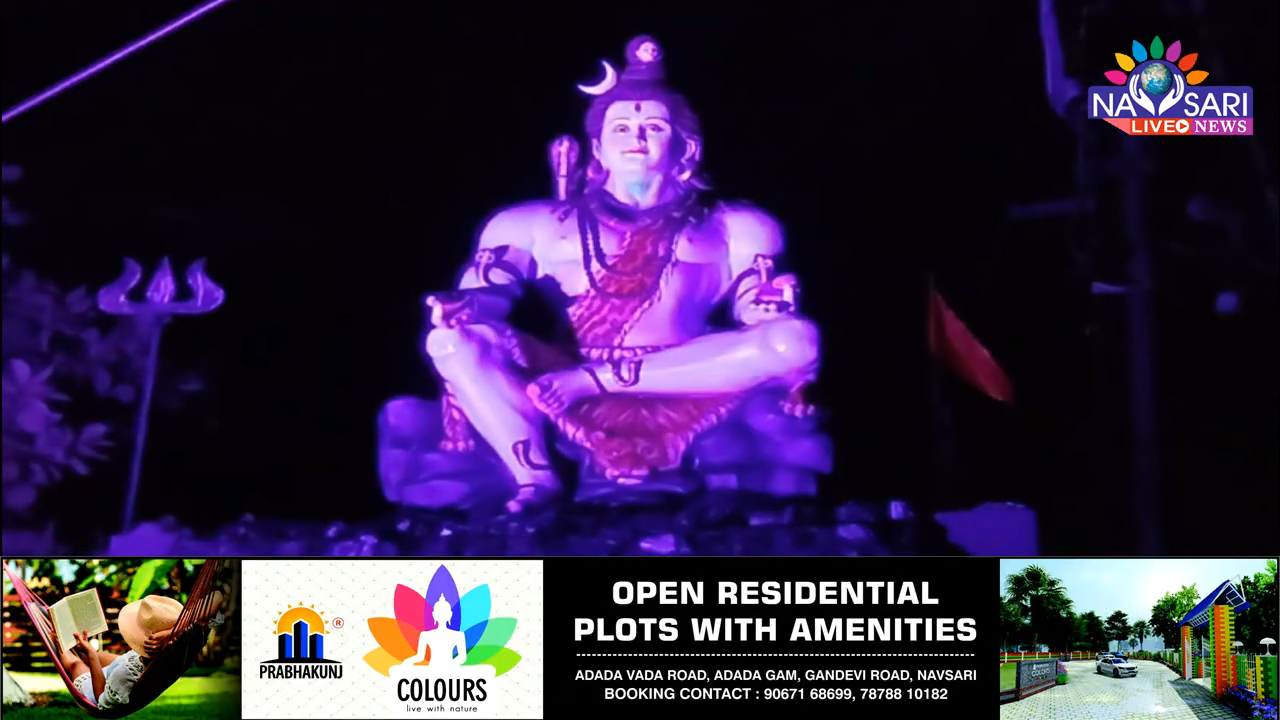 NAVSARI
LIVE NEWS
PRABHAKUNJ
®
COLOURS
live with nature
OPEN RESIDENTIAL
PLOTS WITH AMENITIES
ADADA VADA ROAD, ADADA GAM, GANDEVI ROAD, NAVSARI
BOOKING CONTACT : 90671 68699, 78788 10182